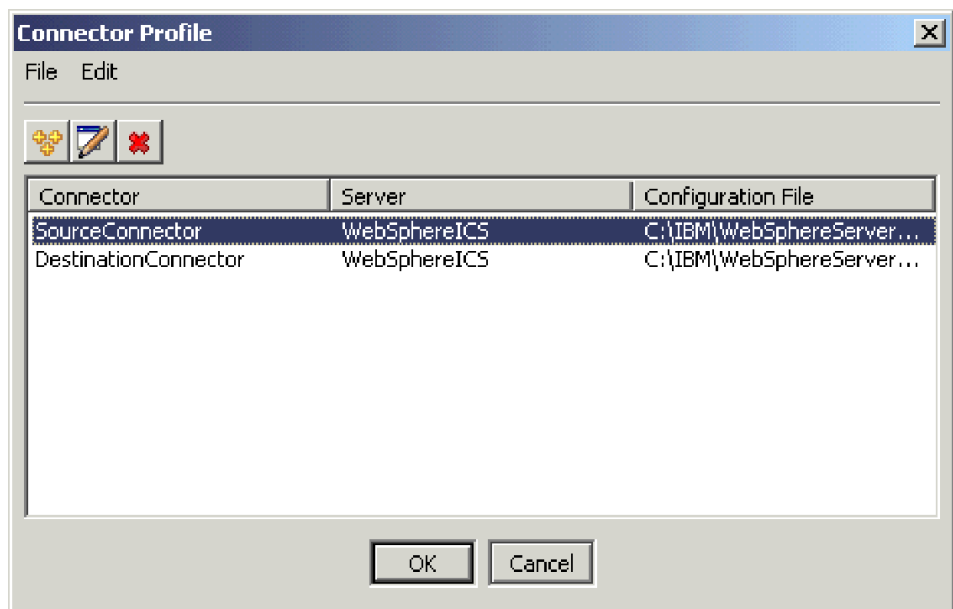 Connector Profile
File Edit
Connector Server Configuration File
SourceConnector WebSphereICS C:\IBM\WebSphereServer...
DestinationConnector WebSphereICS C:\IBM\WebSphereServer...
OK Cancel